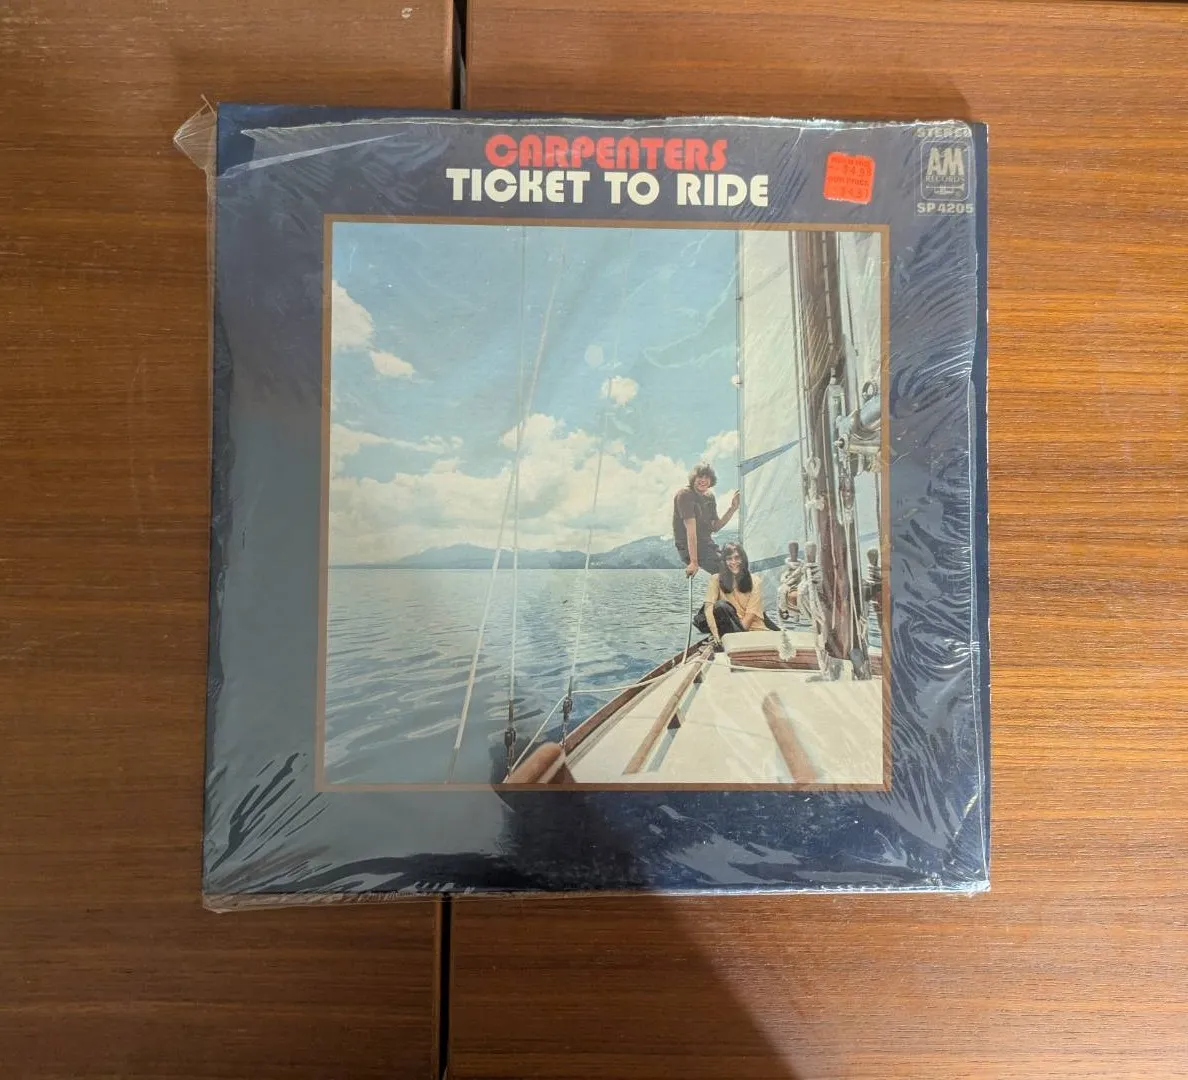 CARPENTERS
TICKET TO RIDE
STEREO
A&M
RECORDS
SP 4205